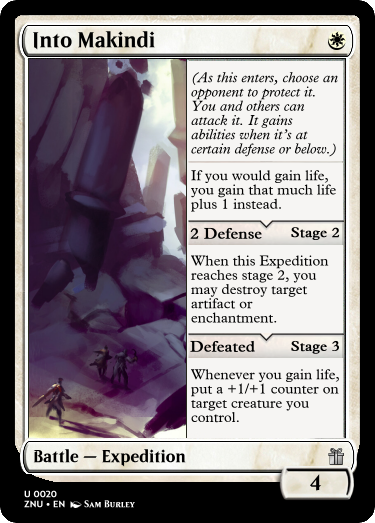 Into Makindi
(As this enters, choose an
opponent to protect it.
You and others can
attack it. It gains
abilities when it's at
certain defense or below.)
If you would gain life,
you gain that much life
plus 1 instead.
2 Defense Stage 2
When this Expedition
reaches stage 2, you
may destroy target
artifact or
enchantment.
Defeated Stage 3
Whenever you gain life,
put a +1/+1 counter on
target creature you
control.
Battle — Expedition
4
U 0020
ZNU • EN Sam Burley